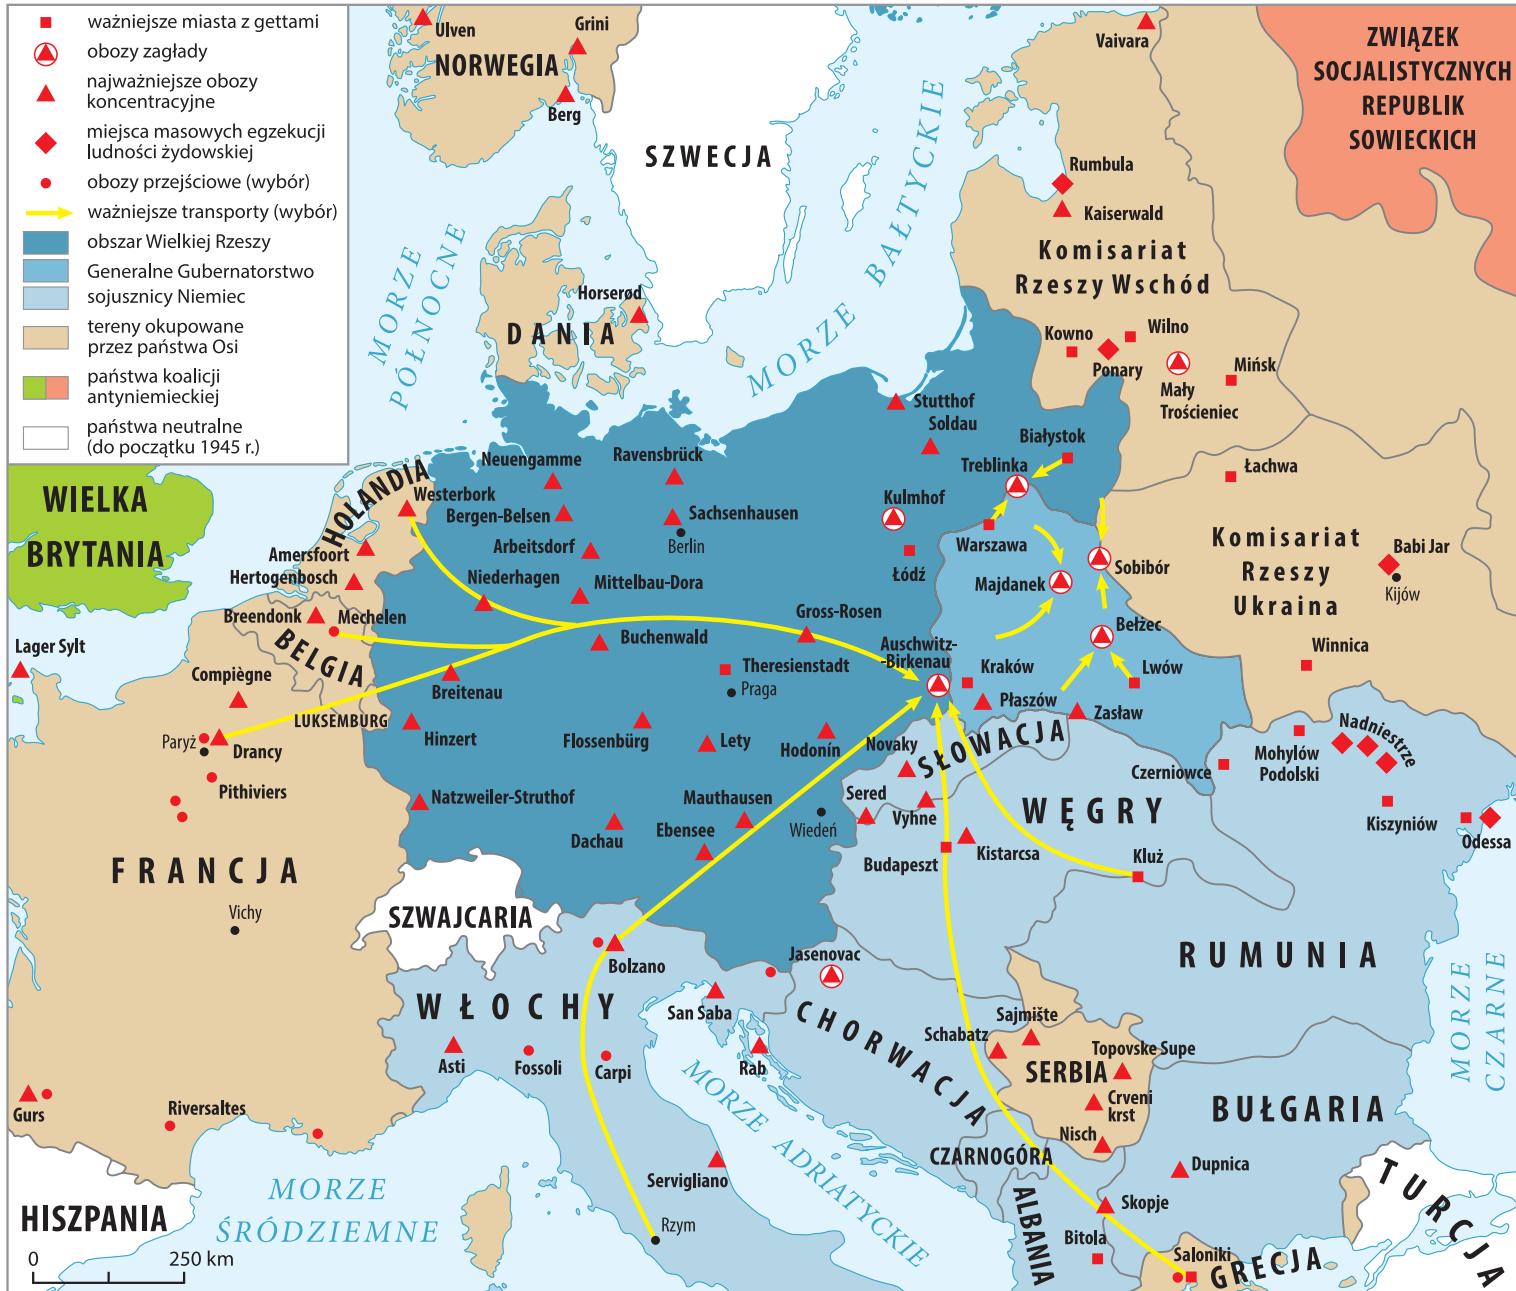 ważniejsze miasta z gettami
obozy zagłady
najważniejsze obozy
koncentracyjne
miejsca masowych egzekucji
ludności żydowskiej
obozy przejściowe (wybór)
ważniejsze transporty (wybór)
obszar Wielkiej Rzeszy
Generalne Gubernatorstwo
sojusznicy Niemiec
tereny okupowane
przez państwa Osi
państwa koalicji
antyniemieckiej
państwa neutralne
(do początku 1945 r.)
Ulven
Grini
NORWEGIA
Berg
SZWECJA
Vaivara
ZWIĄZEK
SOCJALISTYCZNYCH
REPUBLIK
SOWIECKICH
MORZE
PÓŁNOCNE
MORZE BAŁTYCKIE
Rumbula
Kaiserwald
Komisariat
Rzeszy Wschód
Horserød
DANIA
Kowno
Wilno
Ponary
Mały
Trościeniec
Mińsk
Stutthof
Soldau
Białystok
Treblinka
Łachwa
WIELKA
BRYTANIA
HOLANDIA
Westerbork
Neuengamme
Ravensbrück
Bergen-Belsen
Sachsenhausen
Berlin
Kulmhof
Warszawa
Łódź
Amersfoort
Hertogenbosch
Arbeitsdorf
Niederhagen
Mittelbau-Dora
Majdanek
Sobibór
Komisariat
Rzeszy
Ukraina
Babi Jar
Kijów
Breendonk
Mechelen
BELGIA
Buchenwald
Gross-Rosen
Auschwitz-
-Birkenau
Bełżec
Winnica
Lager Sylt
Compiègne
Breitenau
Theresienstadt
Praga
Kraków
Płaszów
Lwów
Zasław
LUKSEMBURG
Paryż
Drancy
Hinzert
Flossenbürg
Lety
Hodonín
Novaky
SŁOWACJA
Czerniowce
Mohylów
Podolski
Nadniestrze
Pithiviers
Natzweiler-Struthof
Mauthausen
Dachau
Ebensee
Wiedeń
Sered
Vyhne
WĘGRY
Kiszyniów
Odessa
Budapeszt
Kistarcsa
Kluż
FRANCJA
Vichy
SZWAJCARIA
Bolzano
Jasenovac
RUMUNIA
WŁOCHY
San Saba
CHORWACJA
Schabatz
Sajmište
Topovske Supe
SERBIA
Crveni
krst
Nisch
MORZE
CZARNE
Asti
Fossoli
Carpi
Rab
Gurs
Riversaltes
MORZE ADRIATYCKIE
CZARNOGÓRA
BUŁGARIA
Dupnica
Servigliano
Skopje
ALBANIA
Bitola
TURCJA
MORZE
ŚRÓDZIEMNE
HISZPANIA
Rzym
Saloniki
GRECJA
0
250 km